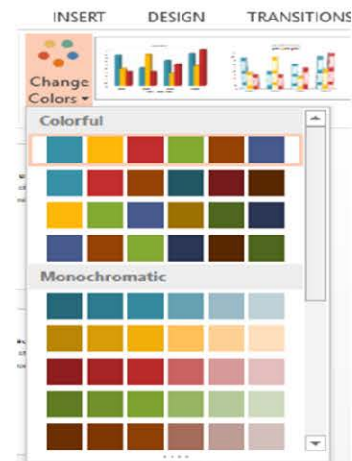 INSERT DESIGN TRANSITIONS
Change
Colors
Colorful
Monochromatic